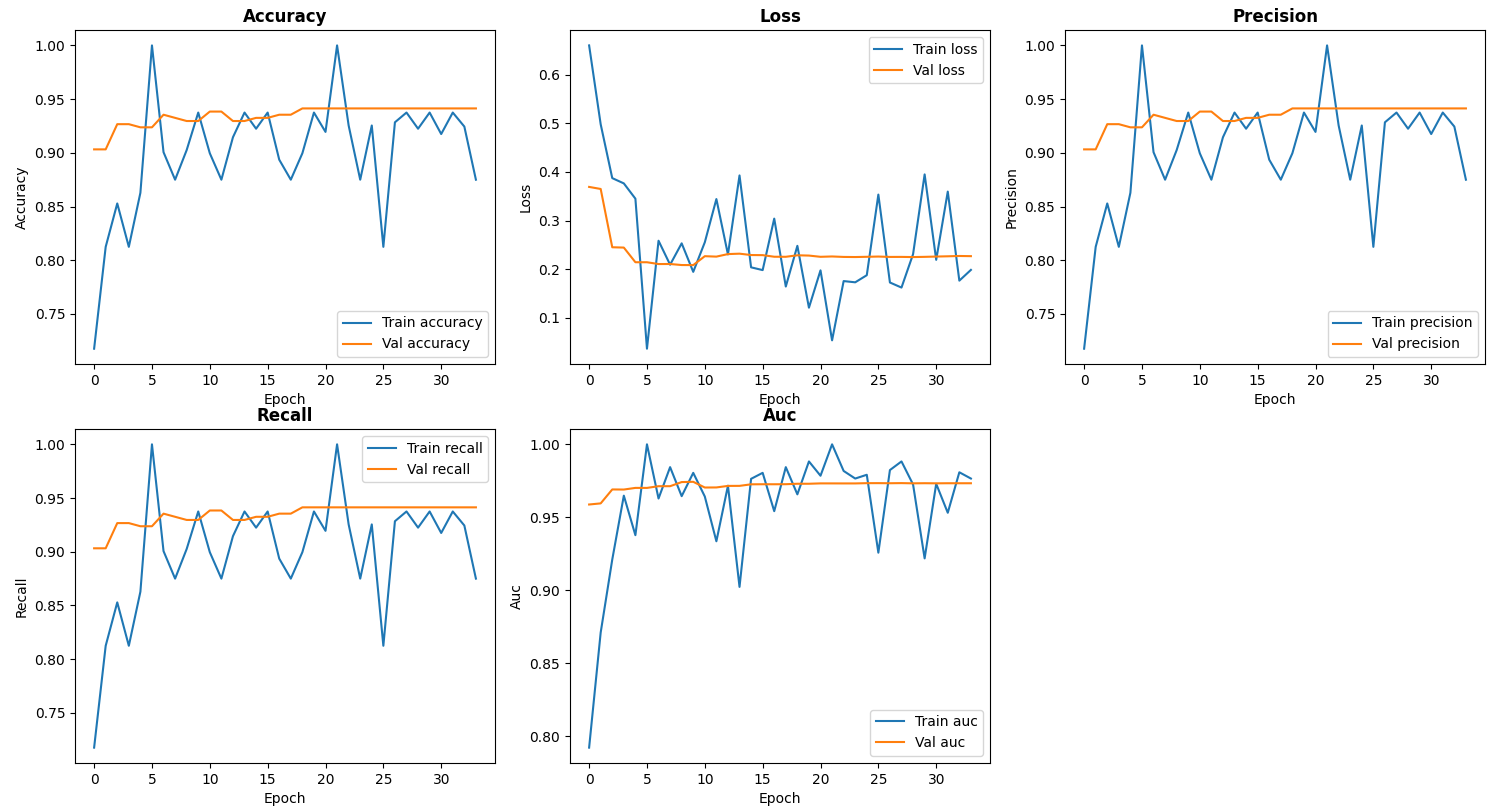 Accuracy
1.00
0.95
0.90
0.85
0.80
0.75
Accuracy
Train accuracy
Val accuracy
0 5 10 15 20 25 30
Epoch
Loss
0.6
0.5
0.4
0.3
0.2
0.1
Loss
Train loss
Val loss
0 5 10 15 20 25 30
Epoch
Precision
1.00
0.95
0.90
0.85
0.80
0.75
Precision
Train precision
Val precision
0 5 10 15 20 25 30
Epoch
Recall
1.00
0.95
0.90
0.85
0.80
0.75
Recall
Train recall
Val recall
0 5 10 15 20 25 30
Epoch
Auc
1.00
0.95
0.90
0.85
0.80
Auc
Train auc
Val auc
0 5 10 15 20 25 30
Epoch